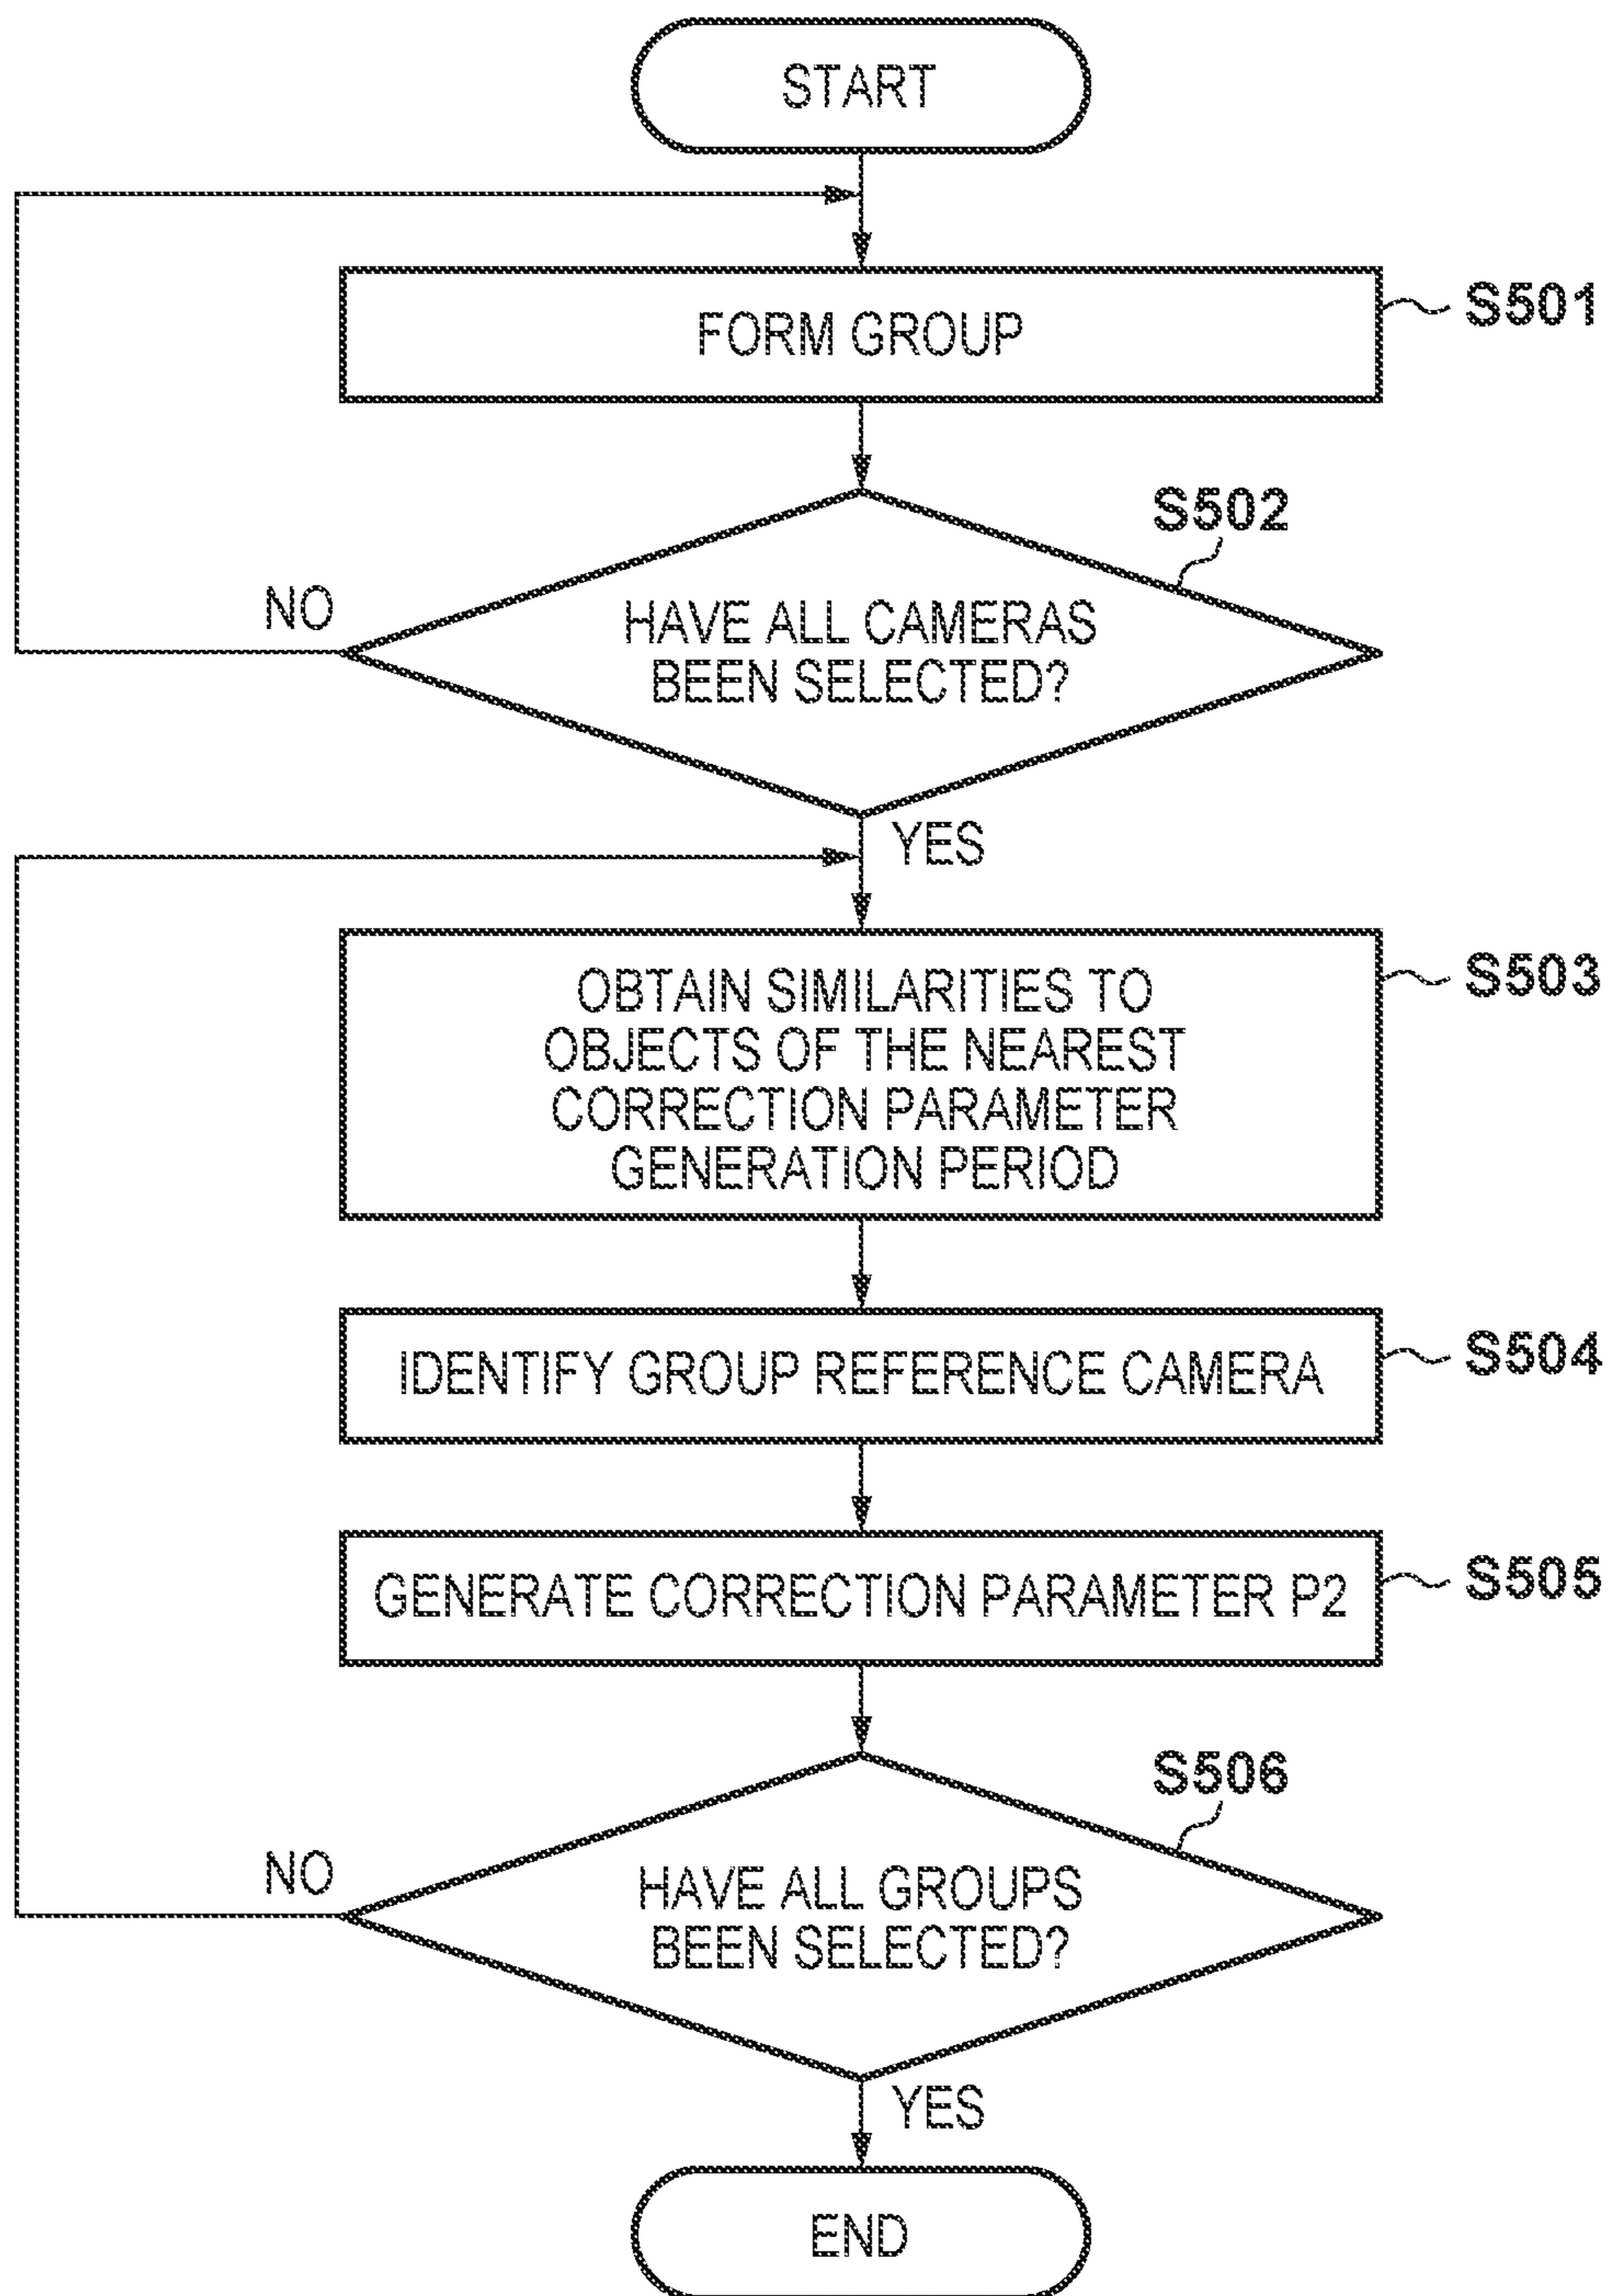 START
FORM GROUP
S501
S502
HAVE ALL CAMERAS
BEEN SELECTED?
NO
YES
OBTAIN SIMILARITIES TO
OBJECTS OF THE NEAREST
CORRECTION PARAMETER
GENERATION PERIOD
S503
IDENTIFY GROUP REFERENCE CAMERA
S504
GENERATE CORRECTION PARAMETER P2
S505
S506
HAVE ALL GROUPS
BEEN SELECTED?
NO
YES
END